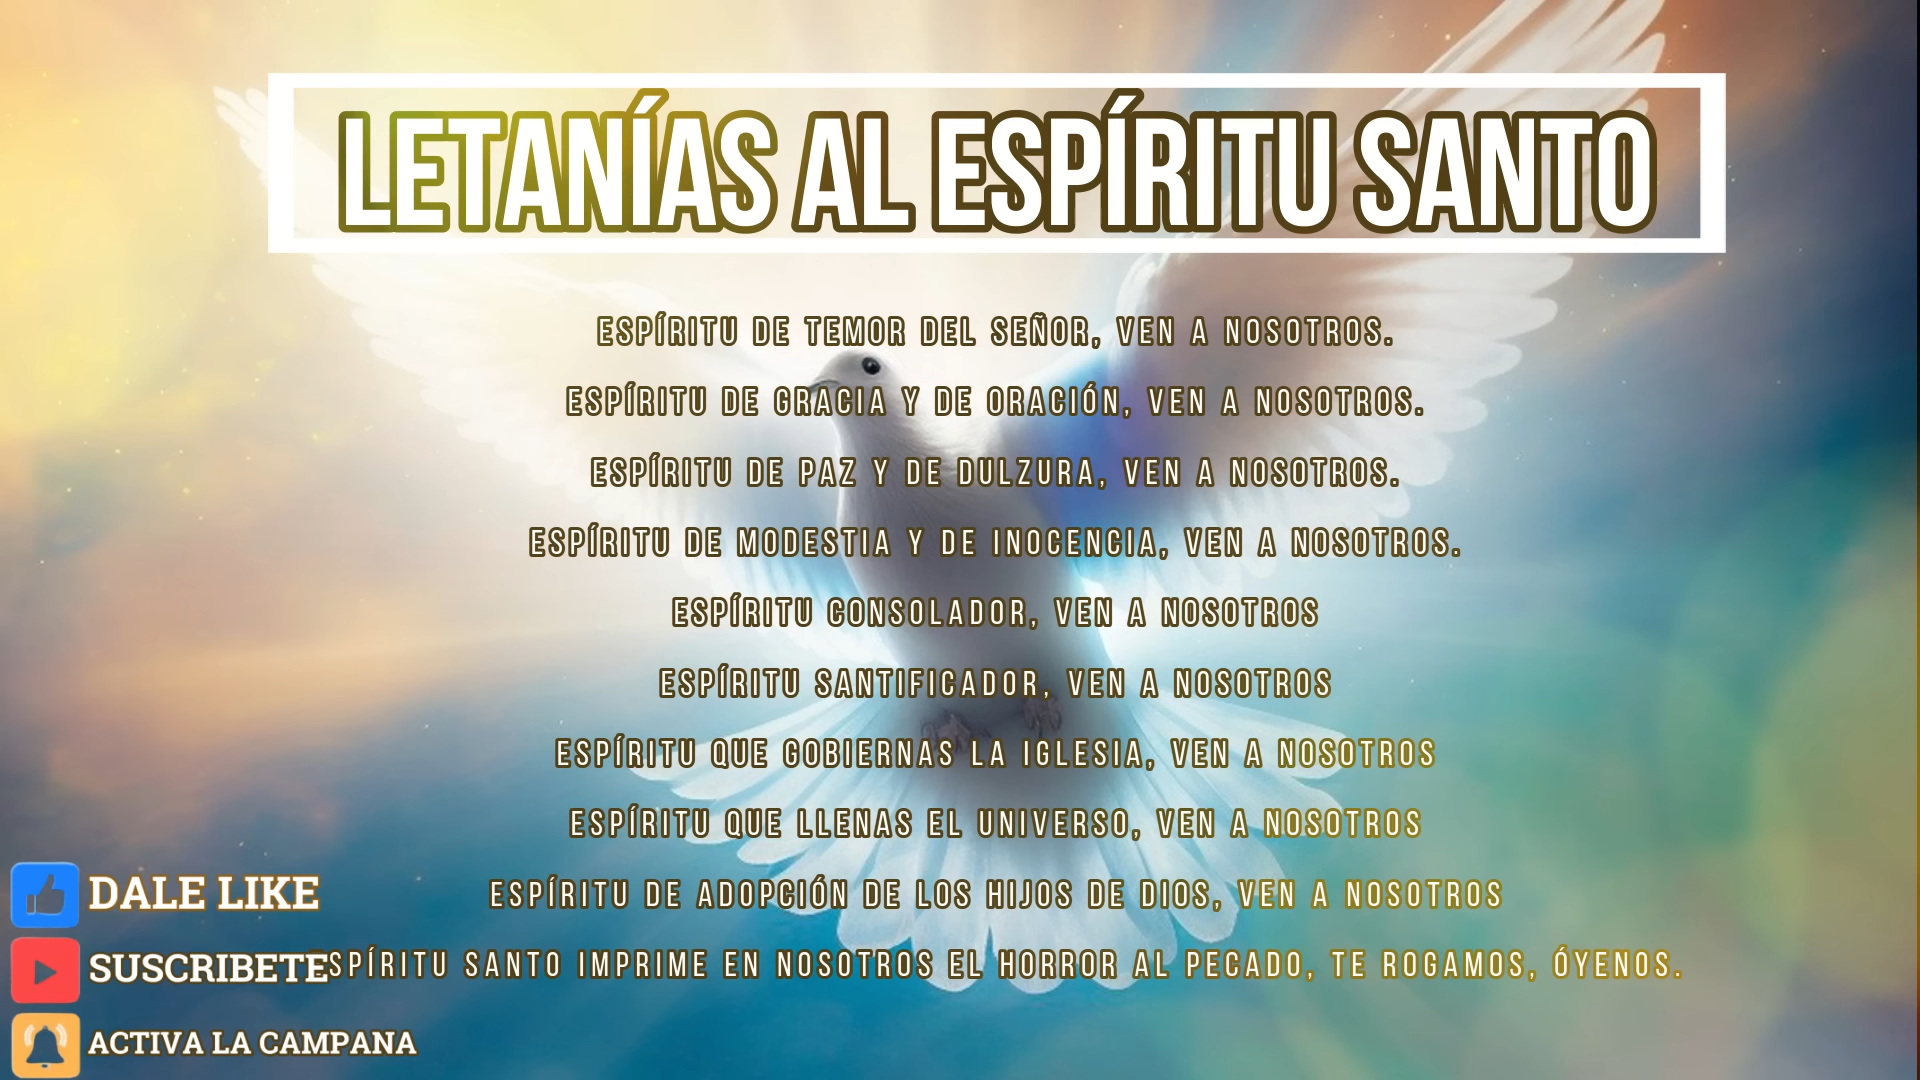 LETANÍAS AL ESPÍRITU SANTO
ESPÍRITU DE TEMOR DEL SEÑOR, VEN A NOSOTROS.
ESPÍRITU DE GRACIA Y DE ORACIÓN, VEN A NOSOTROS.
ESPÍRITU DE PAZ Y DE DULZURA, VEN A NOSOTROS.
ESPÍRITU DE MODESTIA Y DE INOCENCIA, VEN A NOSOTROS.
ESPÍRITU CONSOLADOR, VEN A NOSOTROS
ESPÍRITU SANTIFICADOR, VEN A NOSOTROS
ESPÍRITU QUE GOBIERNAS LA IGLESIA, VEN A NOSOTROS
ESPÍRITU QUE LLENAS EL UNIVERSO, VEN A NOSOTROS
ESPÍRITU DE ADOPCIÓN DE LOS HIJOS DE DIOS, VEN A NOSOTROS
ESPÍRITU SANTO IMPRIME EN NOSOTROS EL HORROR AL PECADO, TE ROGAMOS, ÓYENOS.
DALE LIKE
SUSCRIBETE
ACTIVA LA CAMPANA